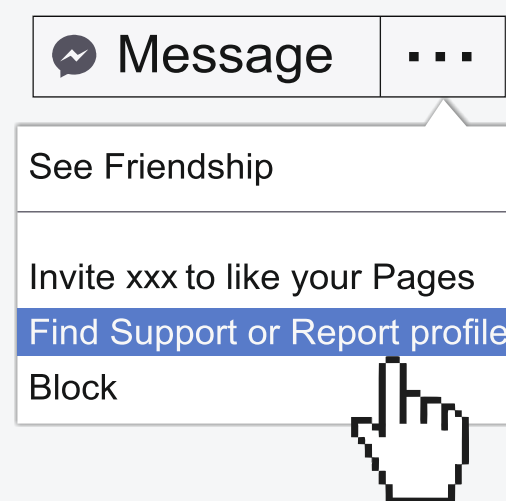 Message ...
See Friendship
Invite xxx to like your Pages
Find Support or Report profile
Block